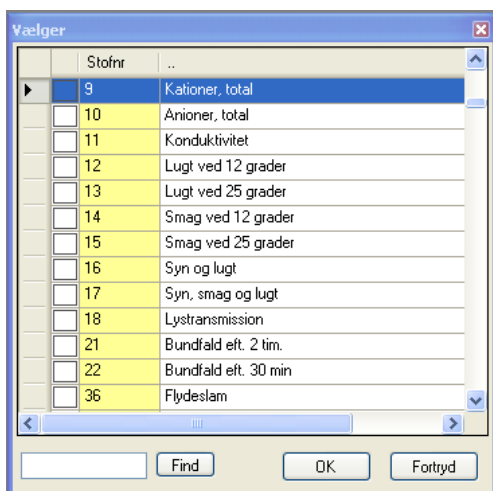 Vælger
Stofnr ..
9 Kationer, total
10 Anioner, total
11 Konduktivitet
12 Lugt ved 12 grader
13 Lugt ved 25 grader
14 Smag ved 12 grader
15 Smag ved 25 grader
16 Syn og lugt
17 Syn, smag og lugt
18 Lystransmission
21 Bundfald eft. 2 tim.
22 Bundfald eft. 30 min
36 Flydeslam
Find OK Fortryd